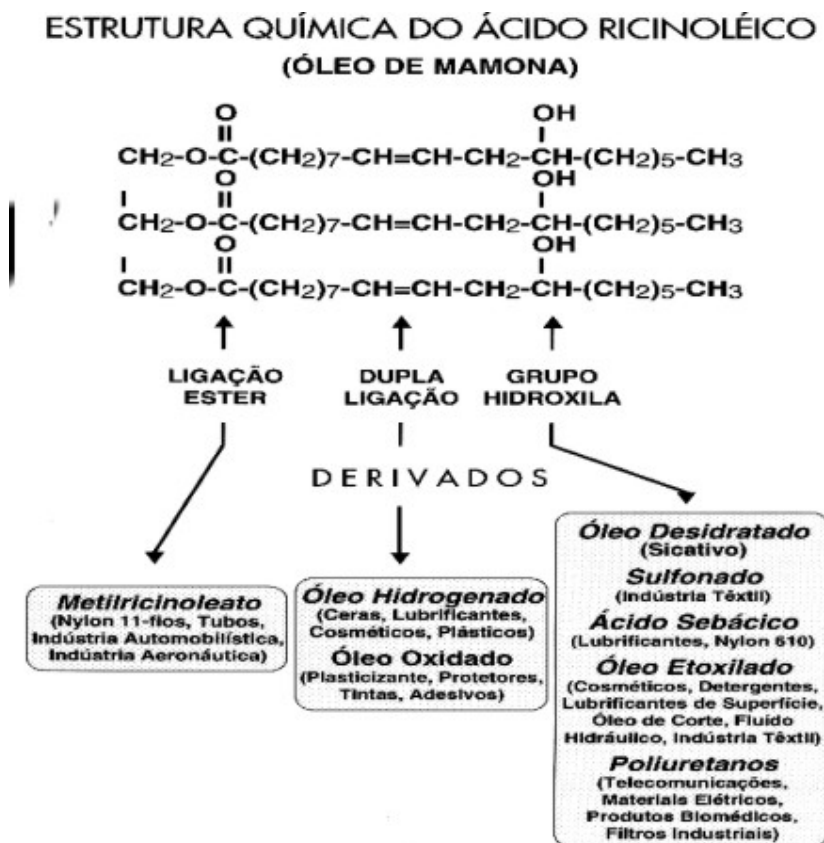 ESTRUTURA QUÍMICA DO ÁCIDO RICINOLÉICO
(ÓLEO DE MAMONA)
O OH
CH2-O-C-(CH2)7-CH=CH-CH2-CH-(CH2)5-CH3
O OH
CH2-O-C-(CH2)7-CH=CH-CH2-CH-(CH2)5-CH3
O OH
CH2-O-C-(CH2)7-CH=CH-CH2-CH-(CH2)5-CH3
LIGAÇÃO
ESTER
DUPLA
LIGAÇÃO
GRUPO
HIDROXILA
DERIVADOS
Metilricinoleato
(Nylon 11-fios, Tubos,
Indústria Automobilística,
Indústria Aeronáutica)
Óleo Hidrogenado
(Ceras, Lubrificantes,
Cosméticos, Plásticos)
Óleo Oxidado
(Plasticizante, Protetores,
Tintas, Adesivos)
Óleo Desidratado
(Sicativo)
Sulfonado
(Indústria Têxtil)
Ácido Sebácico
(Lubrificantes, Nylon 610)
Óleo Etoxilado
(Cosméticos, Detergentes,
Lubrificantes de Superfície,
Óleo de Corte, Fluído
Hidráulico, Indústria Têxtil)
Poliuretanos
(Telecomunicações,
Materiais Elétricos,
Produtos Biomédicos,
Filtros Industriais)